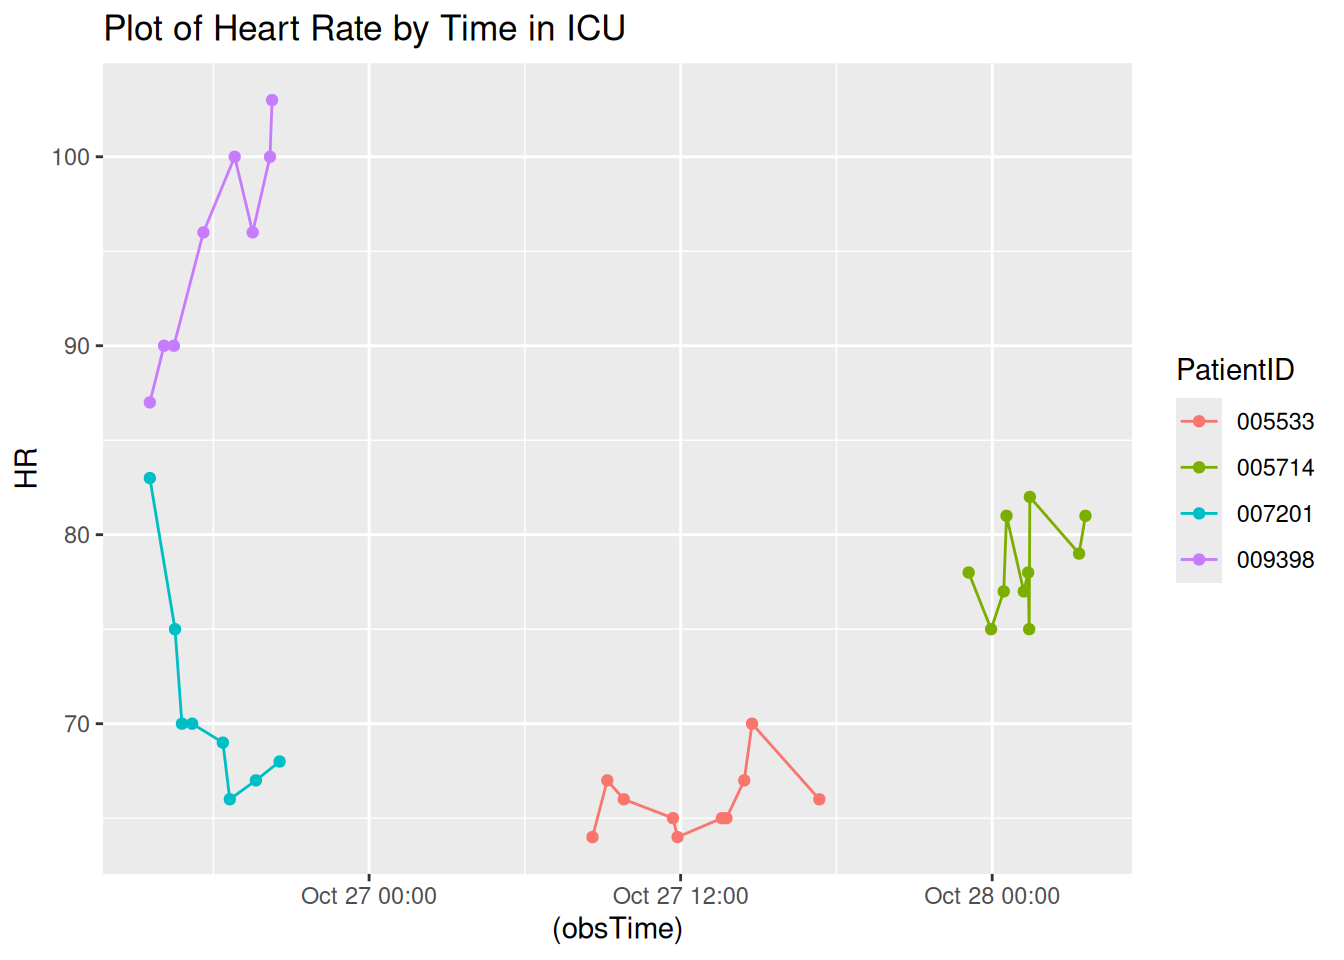 Plot of Heart Rate by Time in ICU
100
90
80
70
HR
Oct 27 00:00
Oct 27 12:00
Oct 28 00:00
(obsTime)
PatientID
005533
005714
007201
009398